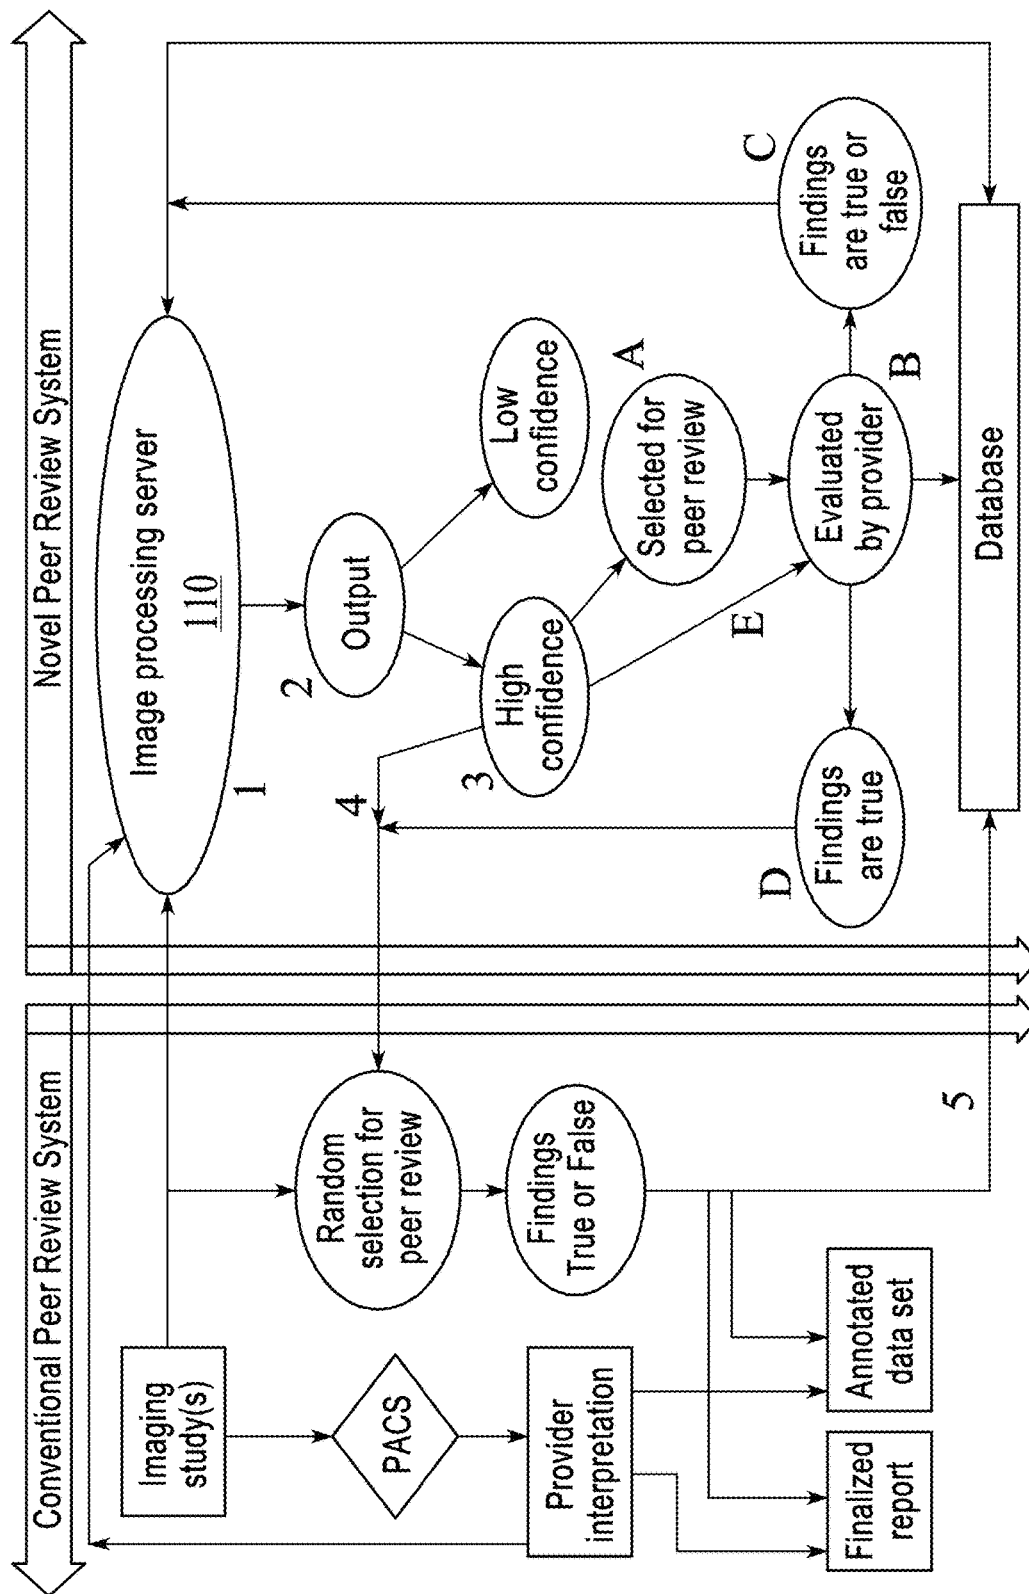 Conventional Peer Review System
Novel Peer Review System
Imaging
study(s)
PACS
Provider
interpretation
Finalized
report
Annotated
data set
Random
selection for
peer review
Findings
True or False
5
Image processing server
110
1
2
Output
3
High
confidence
Low
confidence
4
A
Selected for
peer review
E
Evaluated
by provider
B
C
Findings
are true or
false
D
Findings
are true
Database